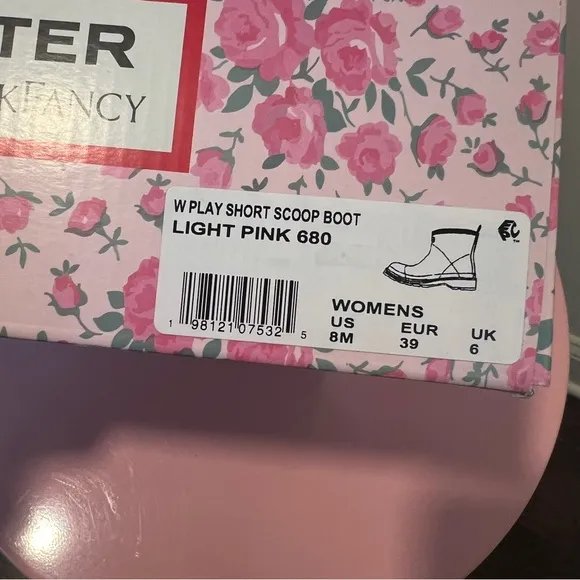 TER
KFANCY
W PLAY SHORT SCOOP BOOT
LIGHT PINK 680
WOMENS
US EUR UK
8M 39 6
1 98121 07532 5